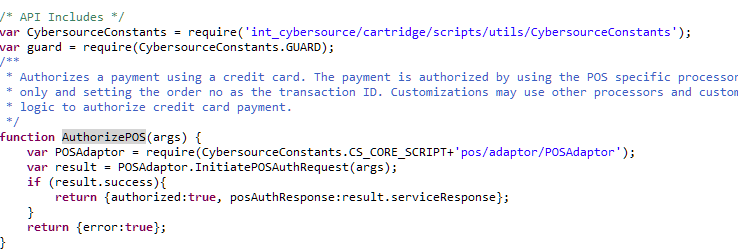 /* API Includes */
var CybersourceConstants = require('int_cybersource/cartridge/scripts/utils/CybersourceConstants');
var guard = require(CybersourceConstants.GUARD);
/**
* Authorizes a payment using a credit card. The payment is authorized by using the POS specific processor
* only and setting the order no as the transaction ID. Customizations may use other processors and custom
* logic to authorize credit card payment.
*/
function AuthorizePOS(args) {
var POSAdaptor = require(CybersourceConstants.CS_CORE_SCRIPT+'pos/adaptor/POSAdaptor');
var result = POSAdaptor.InitiatePOSAuthRequest(args);
if (result.success){
return {authorized:true, posAuthResponse:result.serviceResponse};
}
return {error:true};
}